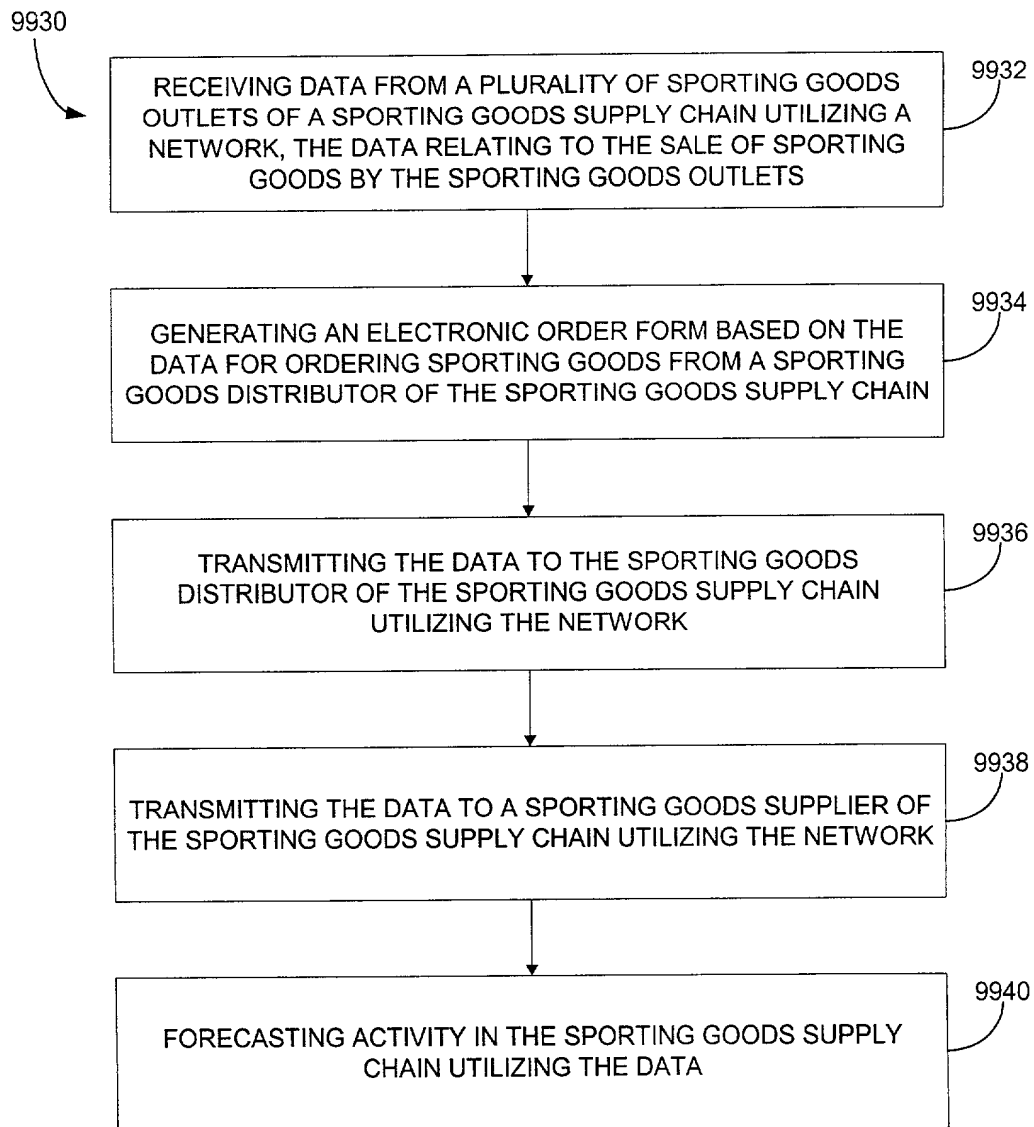 9930
RECEIVING DATA FROM A PLURALITY OF SPORTING GOODS
OUTLETS OF A SPORTING GOODS SUPPLY CHAIN UTILIZING A
NETWORK, THE DATA RELATING TO THE SALE OF SPORTING
GOODS BY THE SPORTING GOODS OUTLETS
9932
GENERATING AN ELECTRONIC ORDER FORM BASED ON THE
DATA FOR ORDERING SPORTING GOODS FROM A SPORTING
GOODS DISTRIBUTOR OF THE SPORTING GOODS SUPPLY CHAIN
9934
TRANSMITTING THE DATA TO THE SPORTING GOODS
DISTRIBUTOR OF THE SPORTING GOODS SUPPLY CHAIN
UTILIZING THE NETWORK
9936
TRANSMITTING THE DATA TO A SPORTING GOODS SUPPLIER OF
THE SPORTING GOODS SUPPLY CHAIN UTILIZING THE NETWORK
9938
FORECASTING ACTIVITY IN THE SPORTING GOODS SUPPLY
CHAIN UTILIZING THE DATA
9940